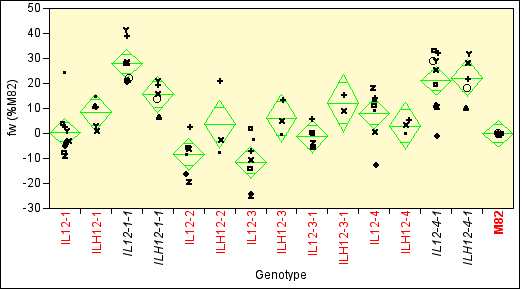 50
40
30
20
10
0
-10
-20
-30
fw (%M82)
IL12-1
ILH12-1
IL12-1-1
ILH12-1-1
IL12-2
ILH12-2
IL12-3
ILH12-3
IL12-3-1
ILH12-3-1
IL12-4
ILH12-4
IL12-4-1
ILH12-4-1
M82
Genotype